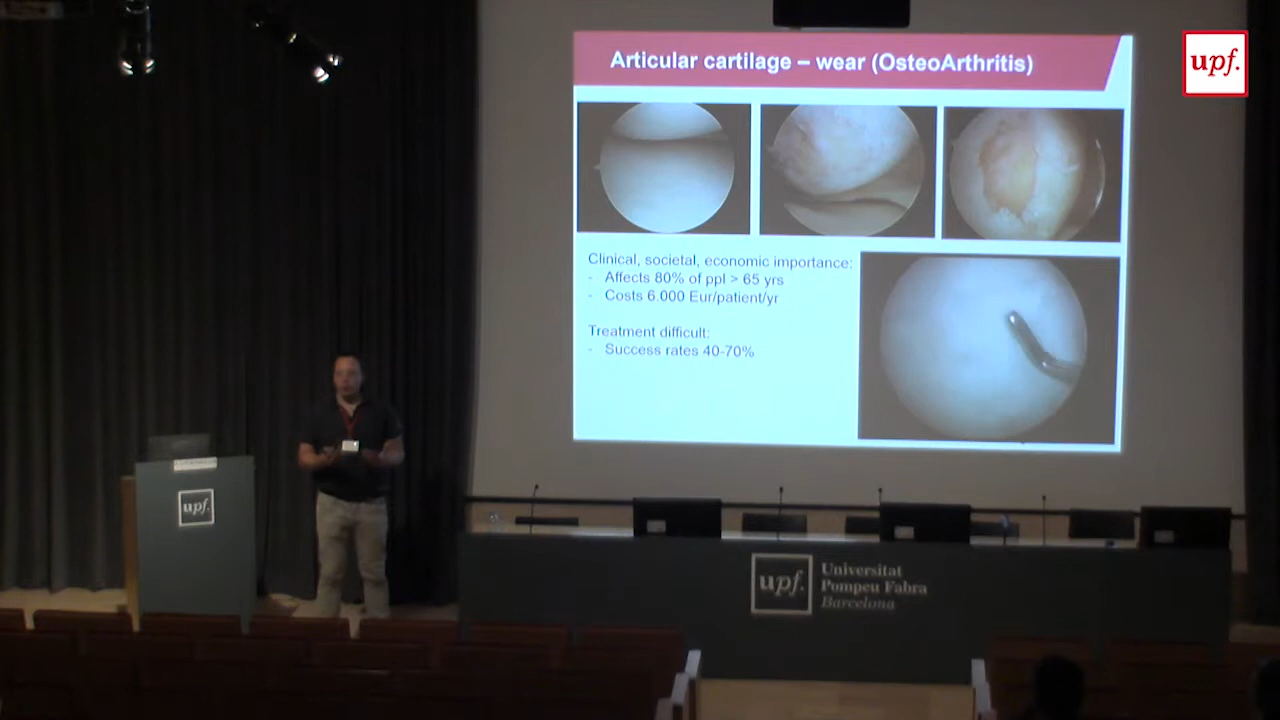 Articular cartilage – wear (OsteoArthritis)
upf.
Clinical, societal, economic importance:
- Affects 80% of ppl > 65 yrs
- Costs 6.000 Eur/patient/yr
Treatment difficult:
- Success rates 40-70%
upf.
upf.
Universitat
Pompeu Fabra
Barcelona